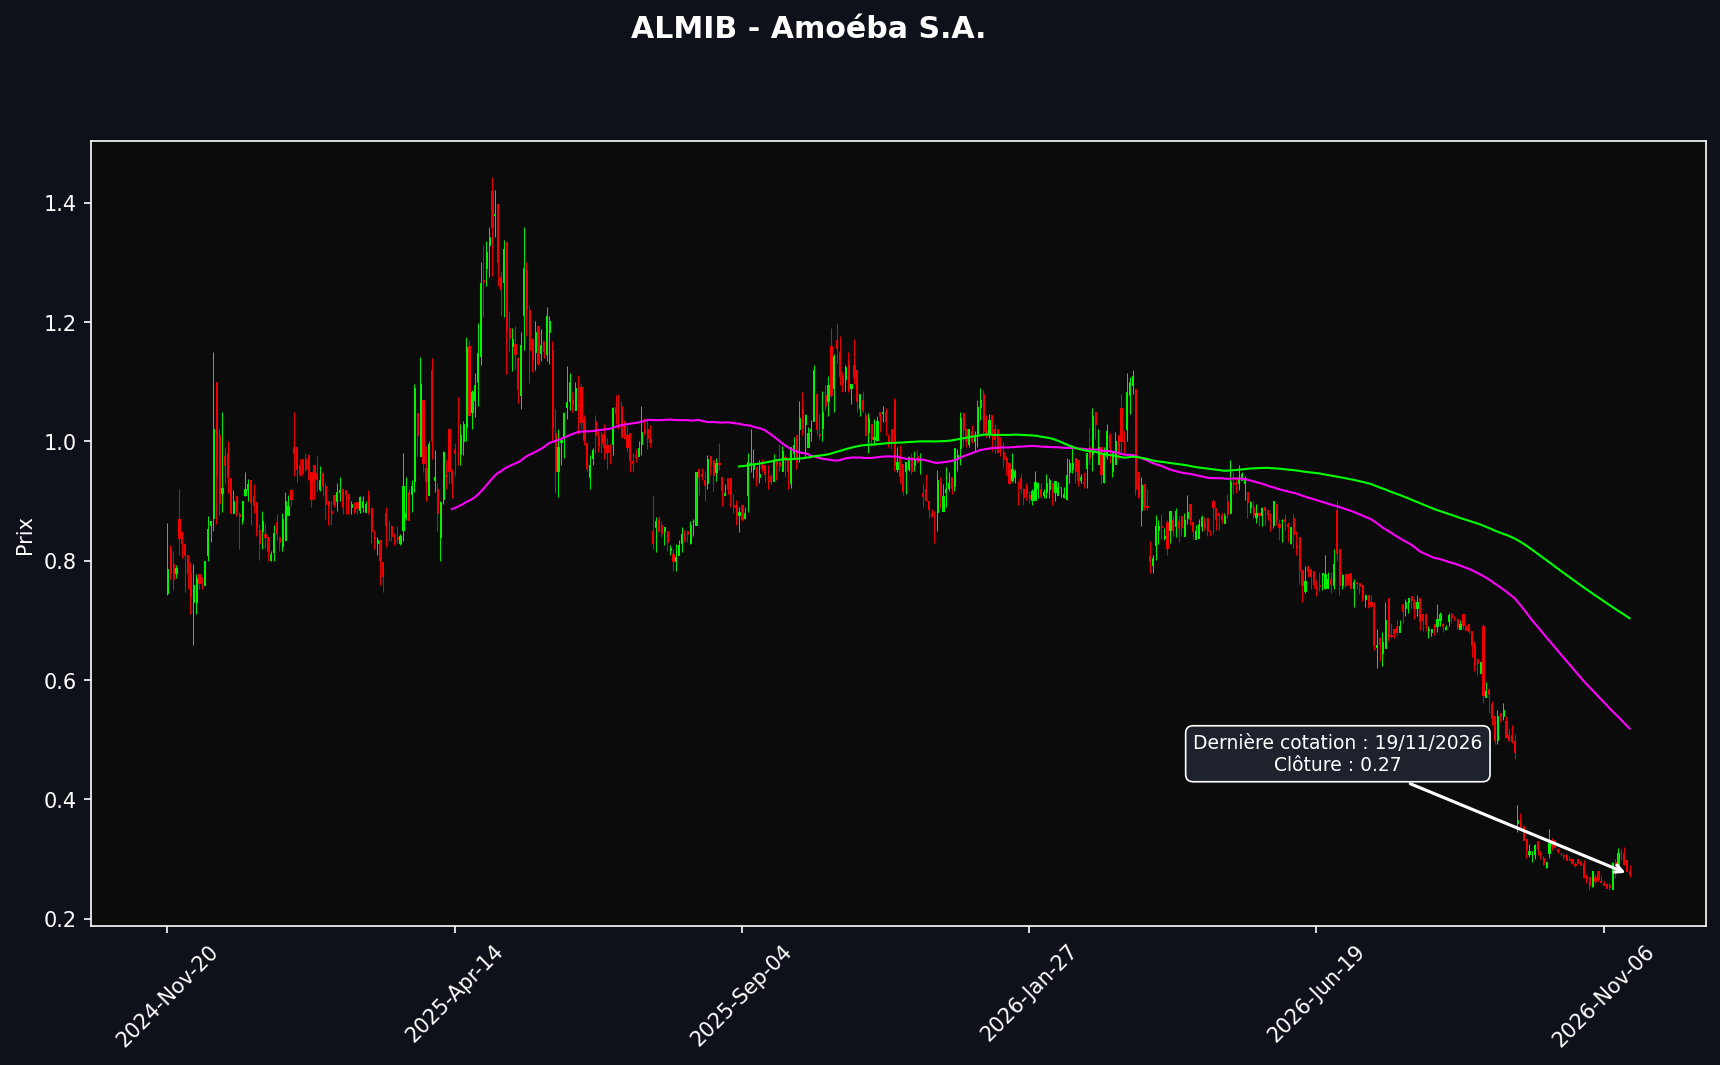 ALMIB - Amoéba S.A.
Prix
1.4
1.2
1.0
0.8
0.6
0.4
0.2
Dernière cotation : 19/11/2026
Clôture : 0.27
2024-Nov-20
2025-Apr-14
2025-Sep-04
2026-Jan-27
2026-Jun-19
2026-Nov-06